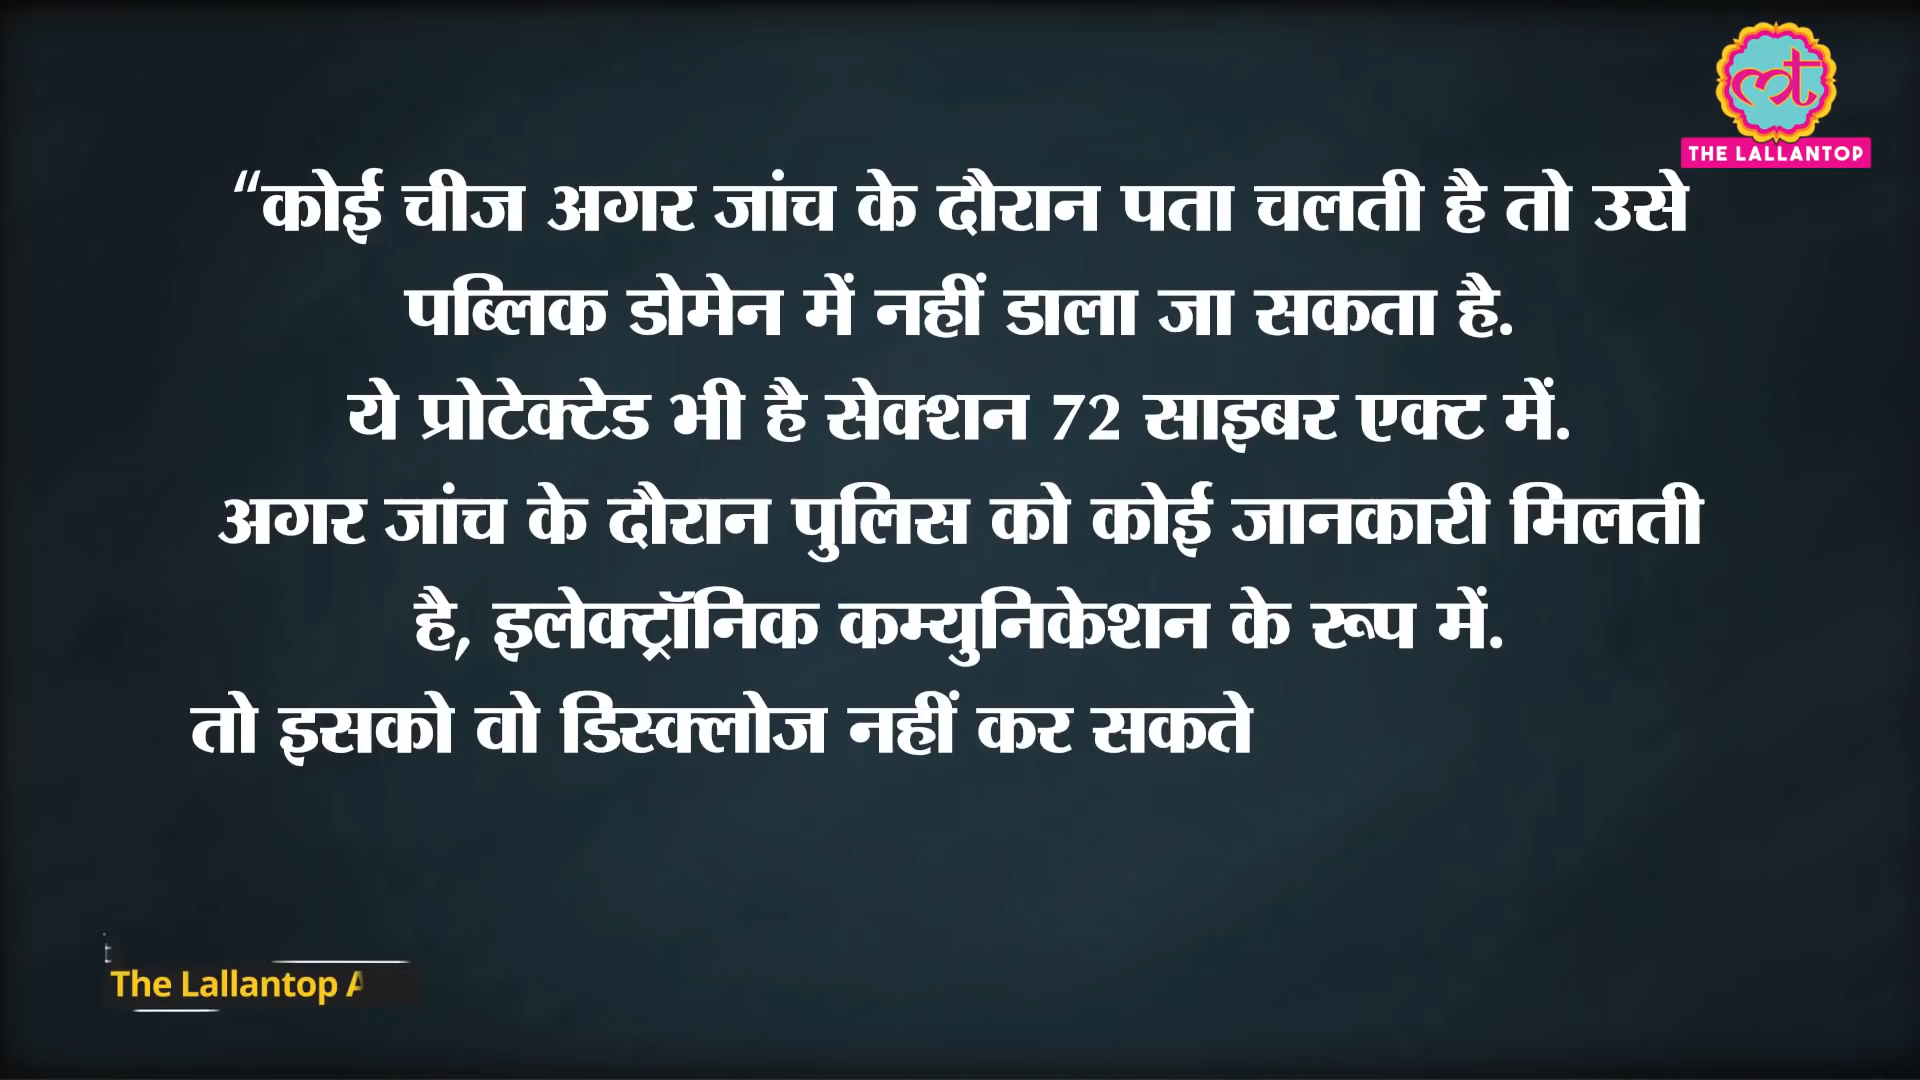 THE LALLANTOP
“कोई चीज अगर जांच के दौरान पता चलती है तो उसे
पब्लिक डोमेन में नहीं डाला जा सकता है.
ये प्रोटेक्टेड भी है सेक्शन 72 साइबर एक्ट में.
अगर जांच के दौरान पुलिस को कोई जानकारी मिलती
है, इलेक्ट्रॉनिक कम्युनिकेशन के रूप में.
तो इसको वो डिस्क्लोज नहीं कर सकते
The Lallantop